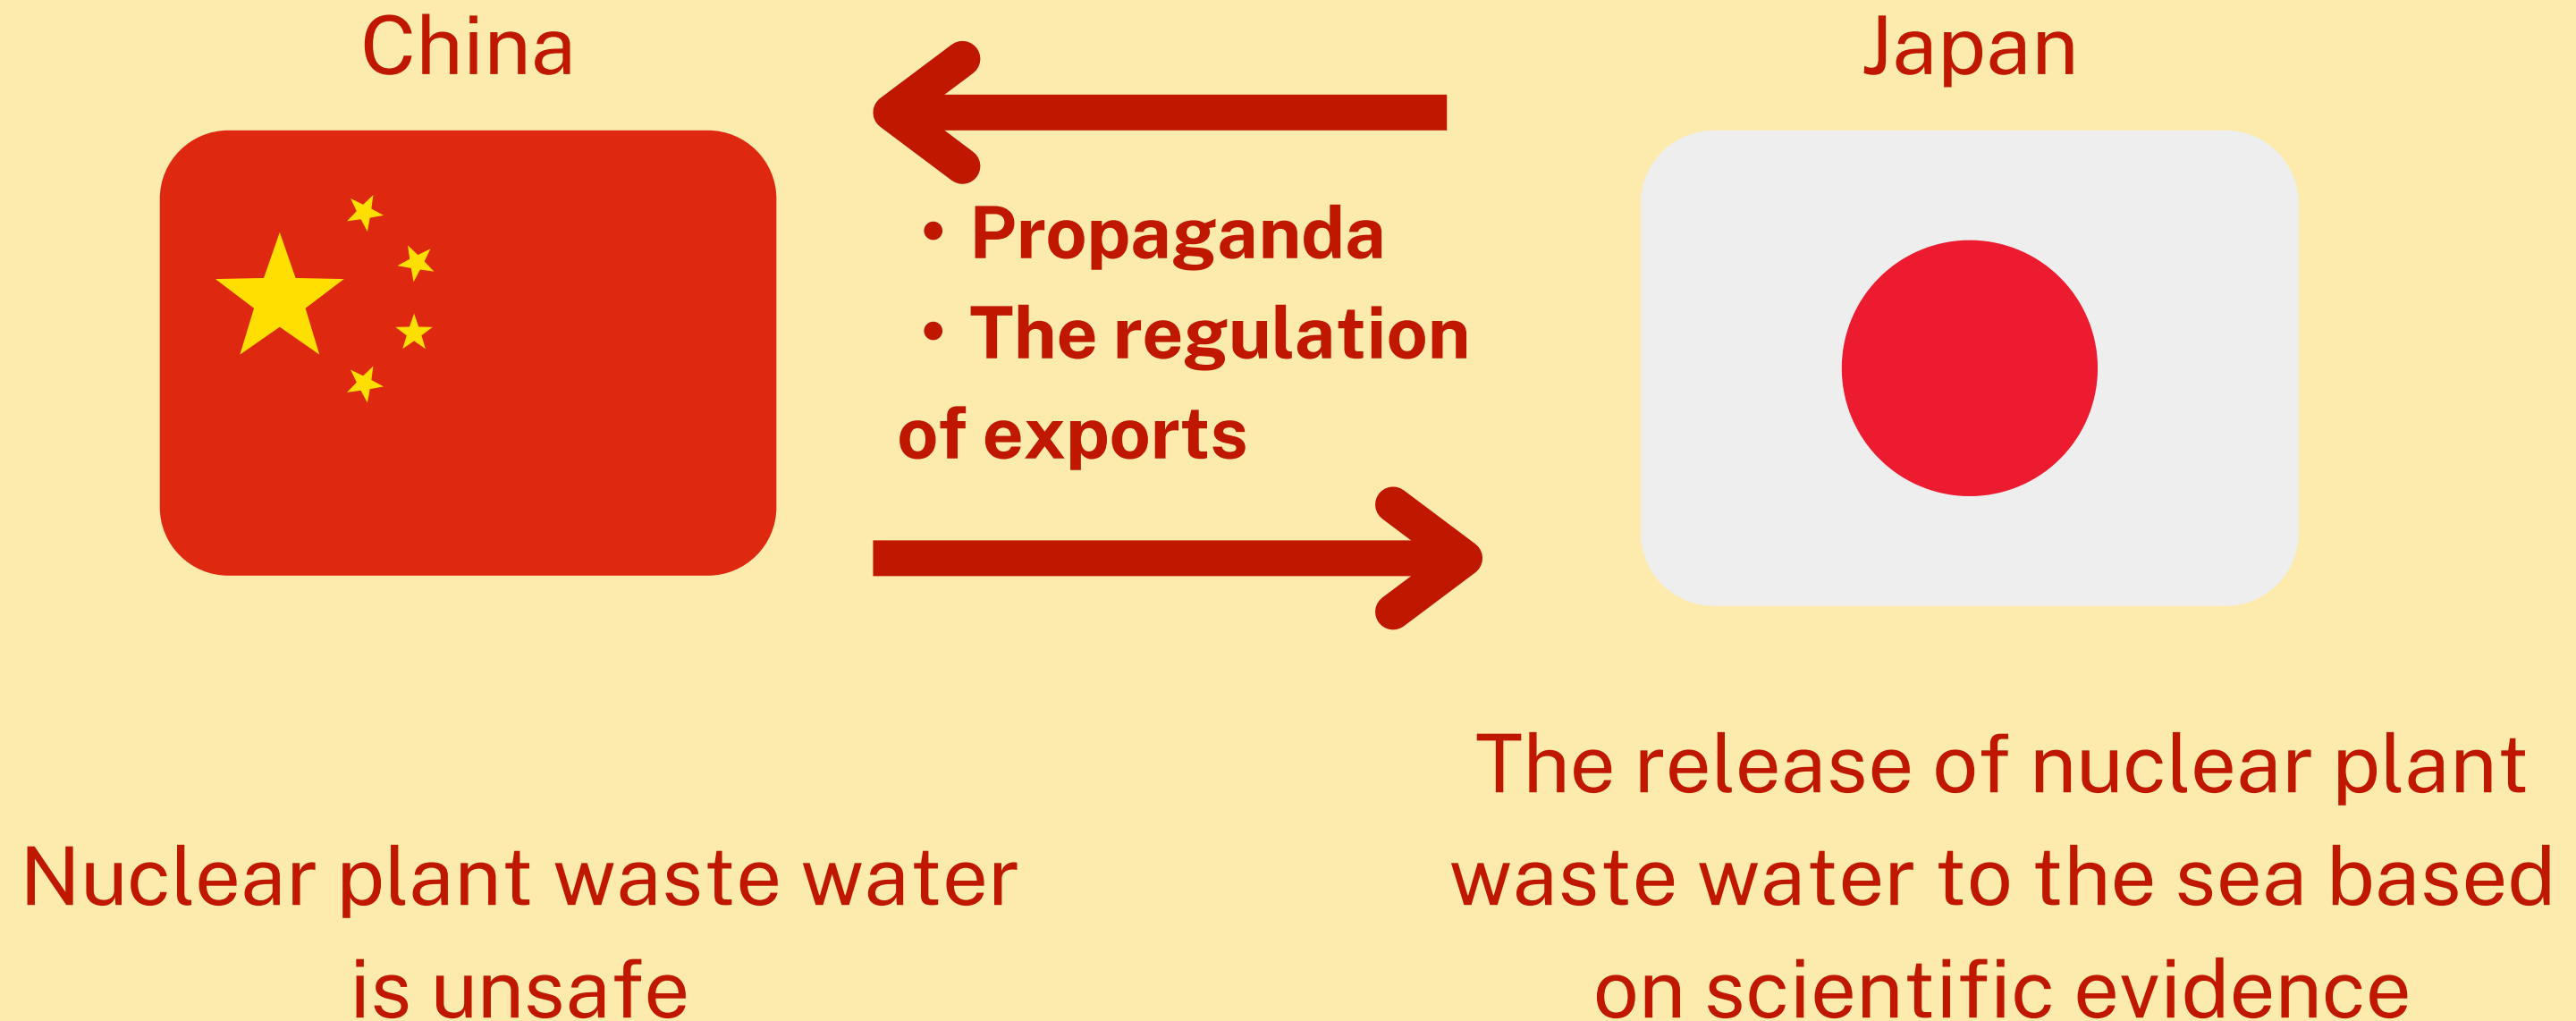 China
Japan
• Propaganda
• The regulation
of exports
Nuclear plant waste water
is unsafe
The release of nuclear plant
waste water to the sea based
on scientific evidence